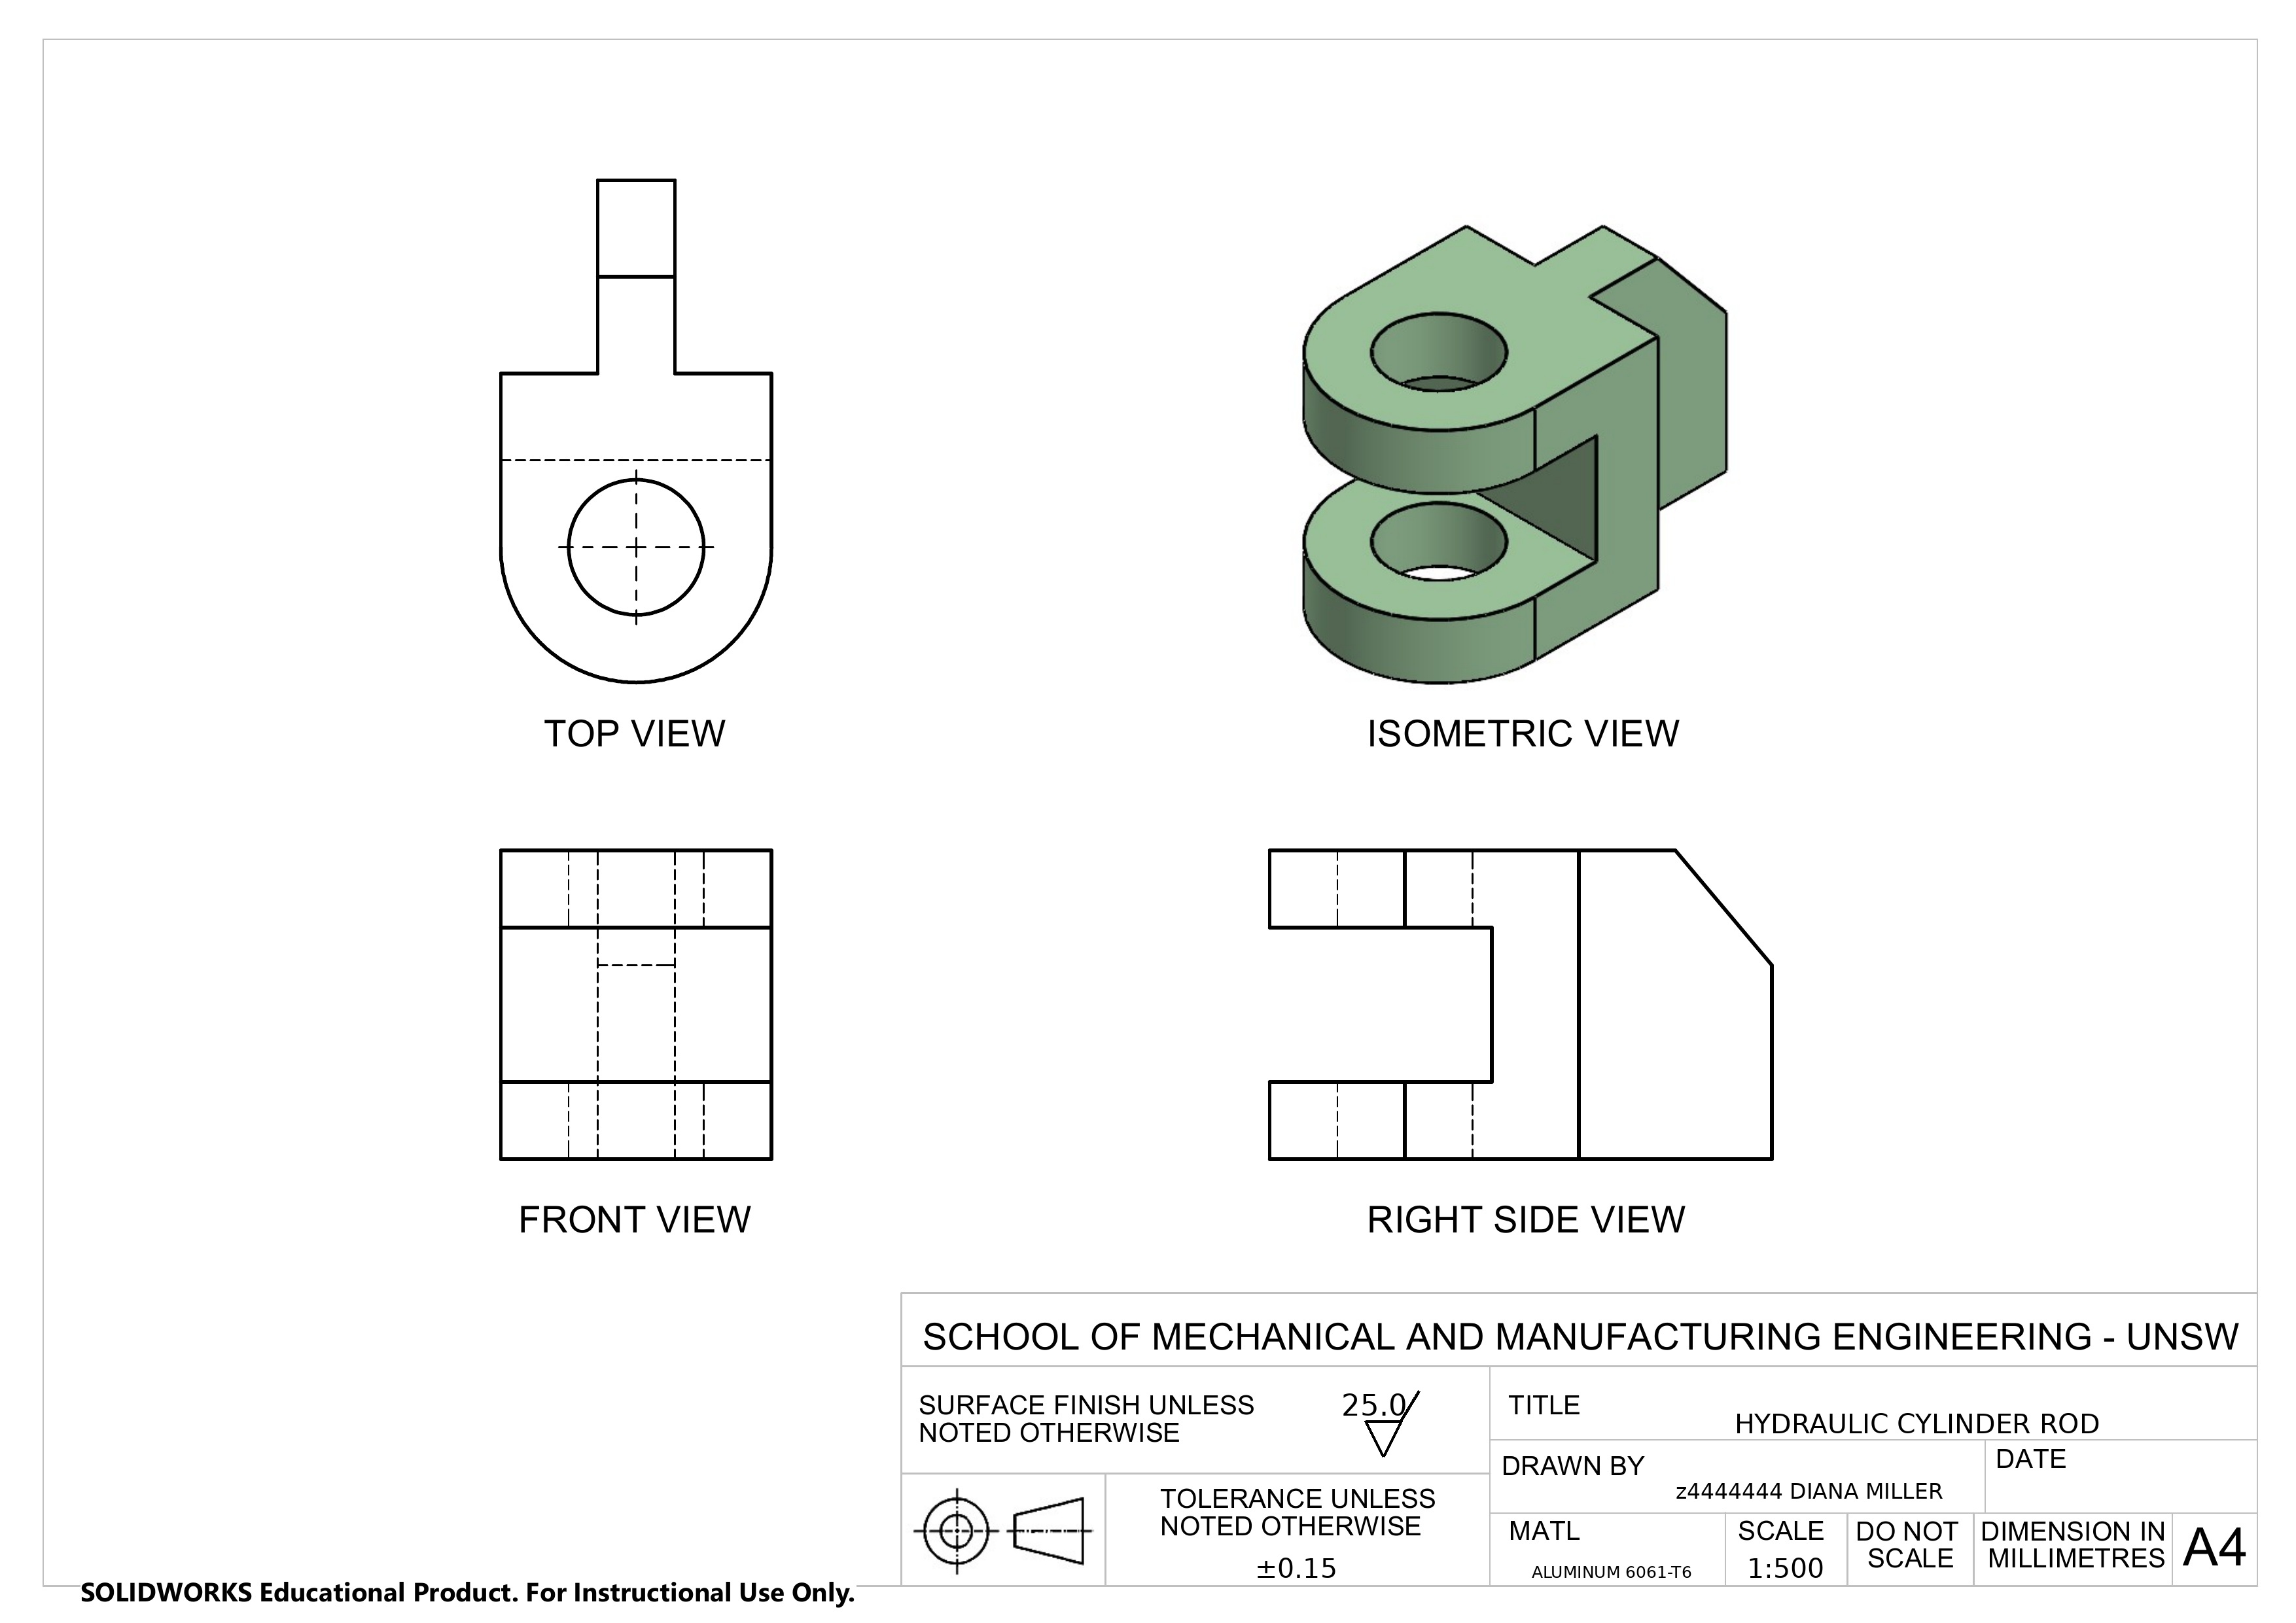 TOP VIEW
ISOMETRIC VIEW
FRONT VIEW
RIGHT SIDE VIEW
SCHOOL OF MECHANICAL AND MANUFACTURING ENGINEERING - UNSW
SURFACE FINISH UNLESS
NOTED OTHERWISE
25.0
TITLE
HYDRAULIC CYLINDER ROD
DRAWN BY
z4444444 DIANA MILLER
DATE
TOLERANCE UNLESS
NOTED OTHERWISE
±0.15
MATL
ALUMINUM 6061-T6
SCALE
1:500
DO NOT
SCALE
DIMENSION IN
MILLIMETRES
A4
SOLIDWORKS Educational Product. For Instructional Use Only.